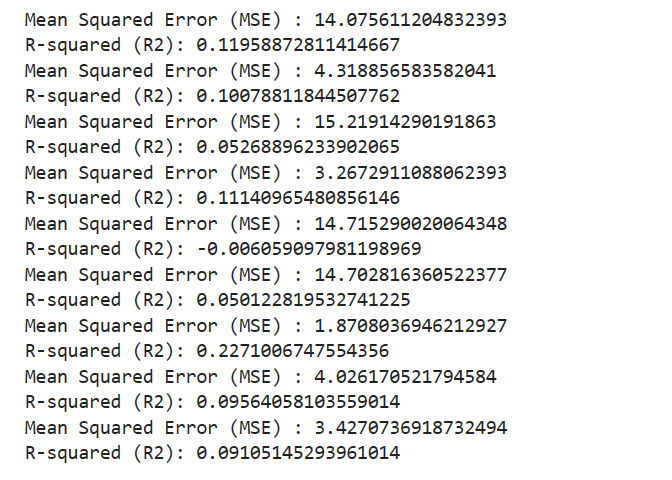 Mean Squared Error (MSE) : 14.075611204832393
R-squared (R2): 0.11958872811414667
Mean Squared Error (MSE) : 4.318856583582041
R-squared (R2): 0.10078811844507762
Mean Squared Error (MSE) : 15.21914290191863
R-squared (R2): 0.05268896233902065
Mean Squared Error (MSE) : 3.2672911088062393
R-squared (R2): 0.11140965480856146
Mean Squared Error (MSE) : 14.715290020064348
R-squared (R2): -0.006059097981198969
Mean Squared Error (MSE) : 14.702816360522377
R-squared (R2): 0.050122819532741225
Mean Squared Error (MSE) : 1.8708036946212927
R-squared (R2): 0.2271006747554356
Mean Squared Error (MSE) : 4.026170521794584
R-squared (R2): 0.09564058103559014
Mean Squared Error (MSE) : 3.4270736918732494
R-squared (R2): 0.09105145293961014